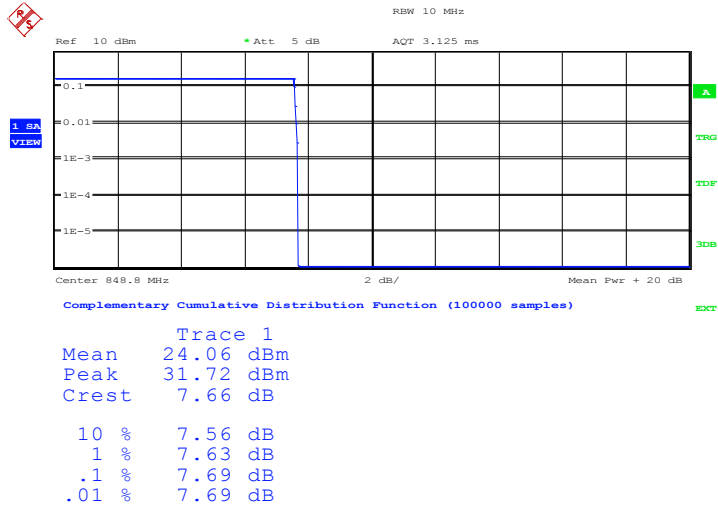 R S
RBW 10 MHz
Ref 10 dBm * Att 5 dB AQT 3.125 ms
0.1
A
0.01
1 SA
VIEW
TRG
1E-3
TDF
1E-4
1E-5
3DB
Center 848.8 MHz 2 dB/ Mean Pwr + 20 dB
Complementary Cumulative Distribution Function (100000 samples)
EXT
Trace 1
Mean 24.06 dBm
Peak 31.72 dBm
Crest 7.66 dB
10 % 7.56 dB
1 % 7.63 dB
.1 % 7.69 dB
.01 % 7.69 dB